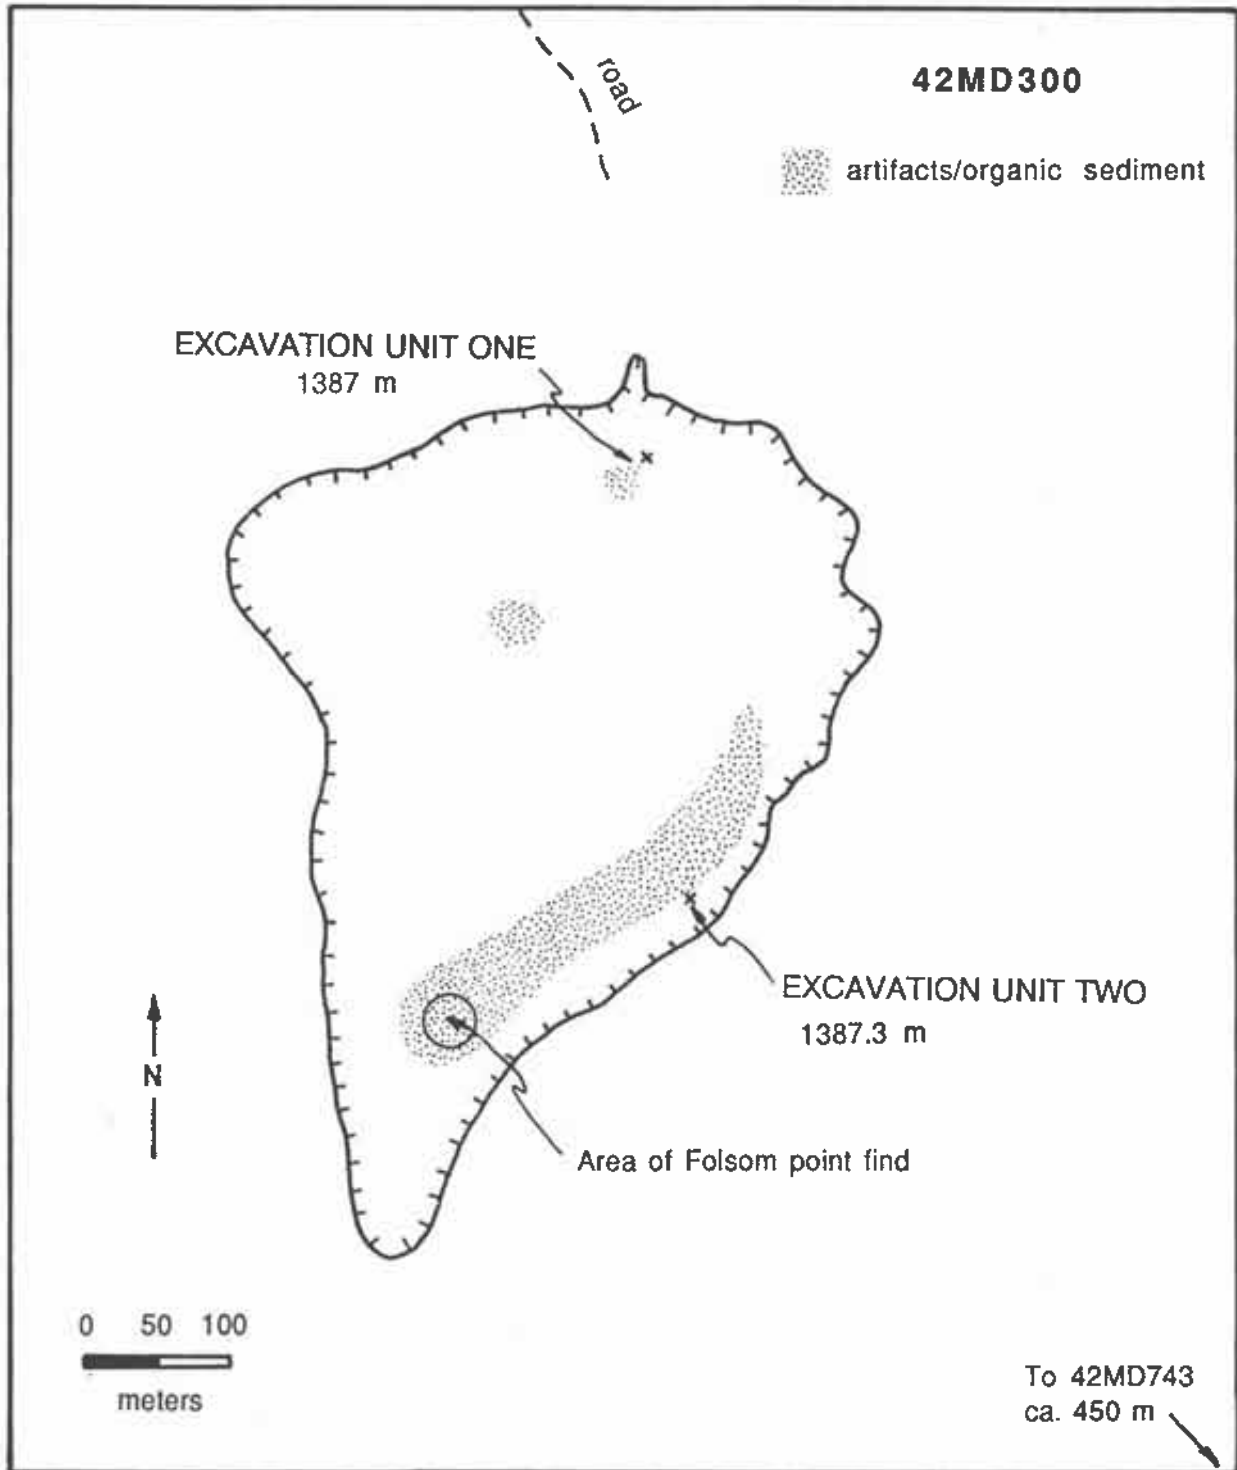 road
42MD300
artifacts/organic sediment
EXCAVATION UNIT ONE
1387 m
EXCAVATION UNIT TWO
1387.3 m
N
Area of Folsom point find
0 50 100
meters
To 42MD743
ca. 450 m